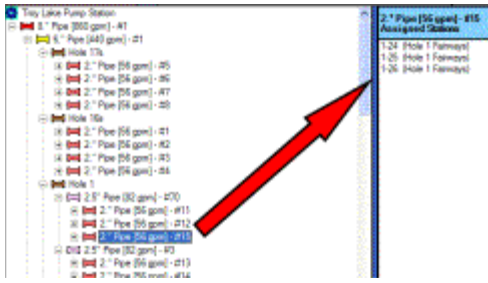 Troy Lake Pump Station
8." Pipe [860 gpm] - #1
6." Pipe [440 gpm] - #1
Hole 17s
2." Pipe [56 gpm] - #5
2." Pipe [56 gpm] - #6
2." Pipe [56 gpm] - #7
2." Pipe [56 gpm] - #8
Hole 16s
2." Pipe [56 gpm] - #1
2." Pipe [56 gpm] - #2
2." Pipe [56 gpm] - #3
2." Pipe [56 gpm] - #4
Hole 1
2.5" Pipe [82 gpm] - #70
2." Pipe [56 gpm] - #11
2." Pipe [56 gpm] - #12
2." Pipe [56 gpm] - #15
2.5" Pipe [82 gpm] - #3
2." Pipe [56 gpm] - #13
2." Pipe [56 gpm] - #14
2." Pipe [56 gpm] - #15
Assigned Stations
1-24 (Hole 1 Fairways)
1-25 (Hole 1 Fairways)
1-26 (Hole 1 Fairways)